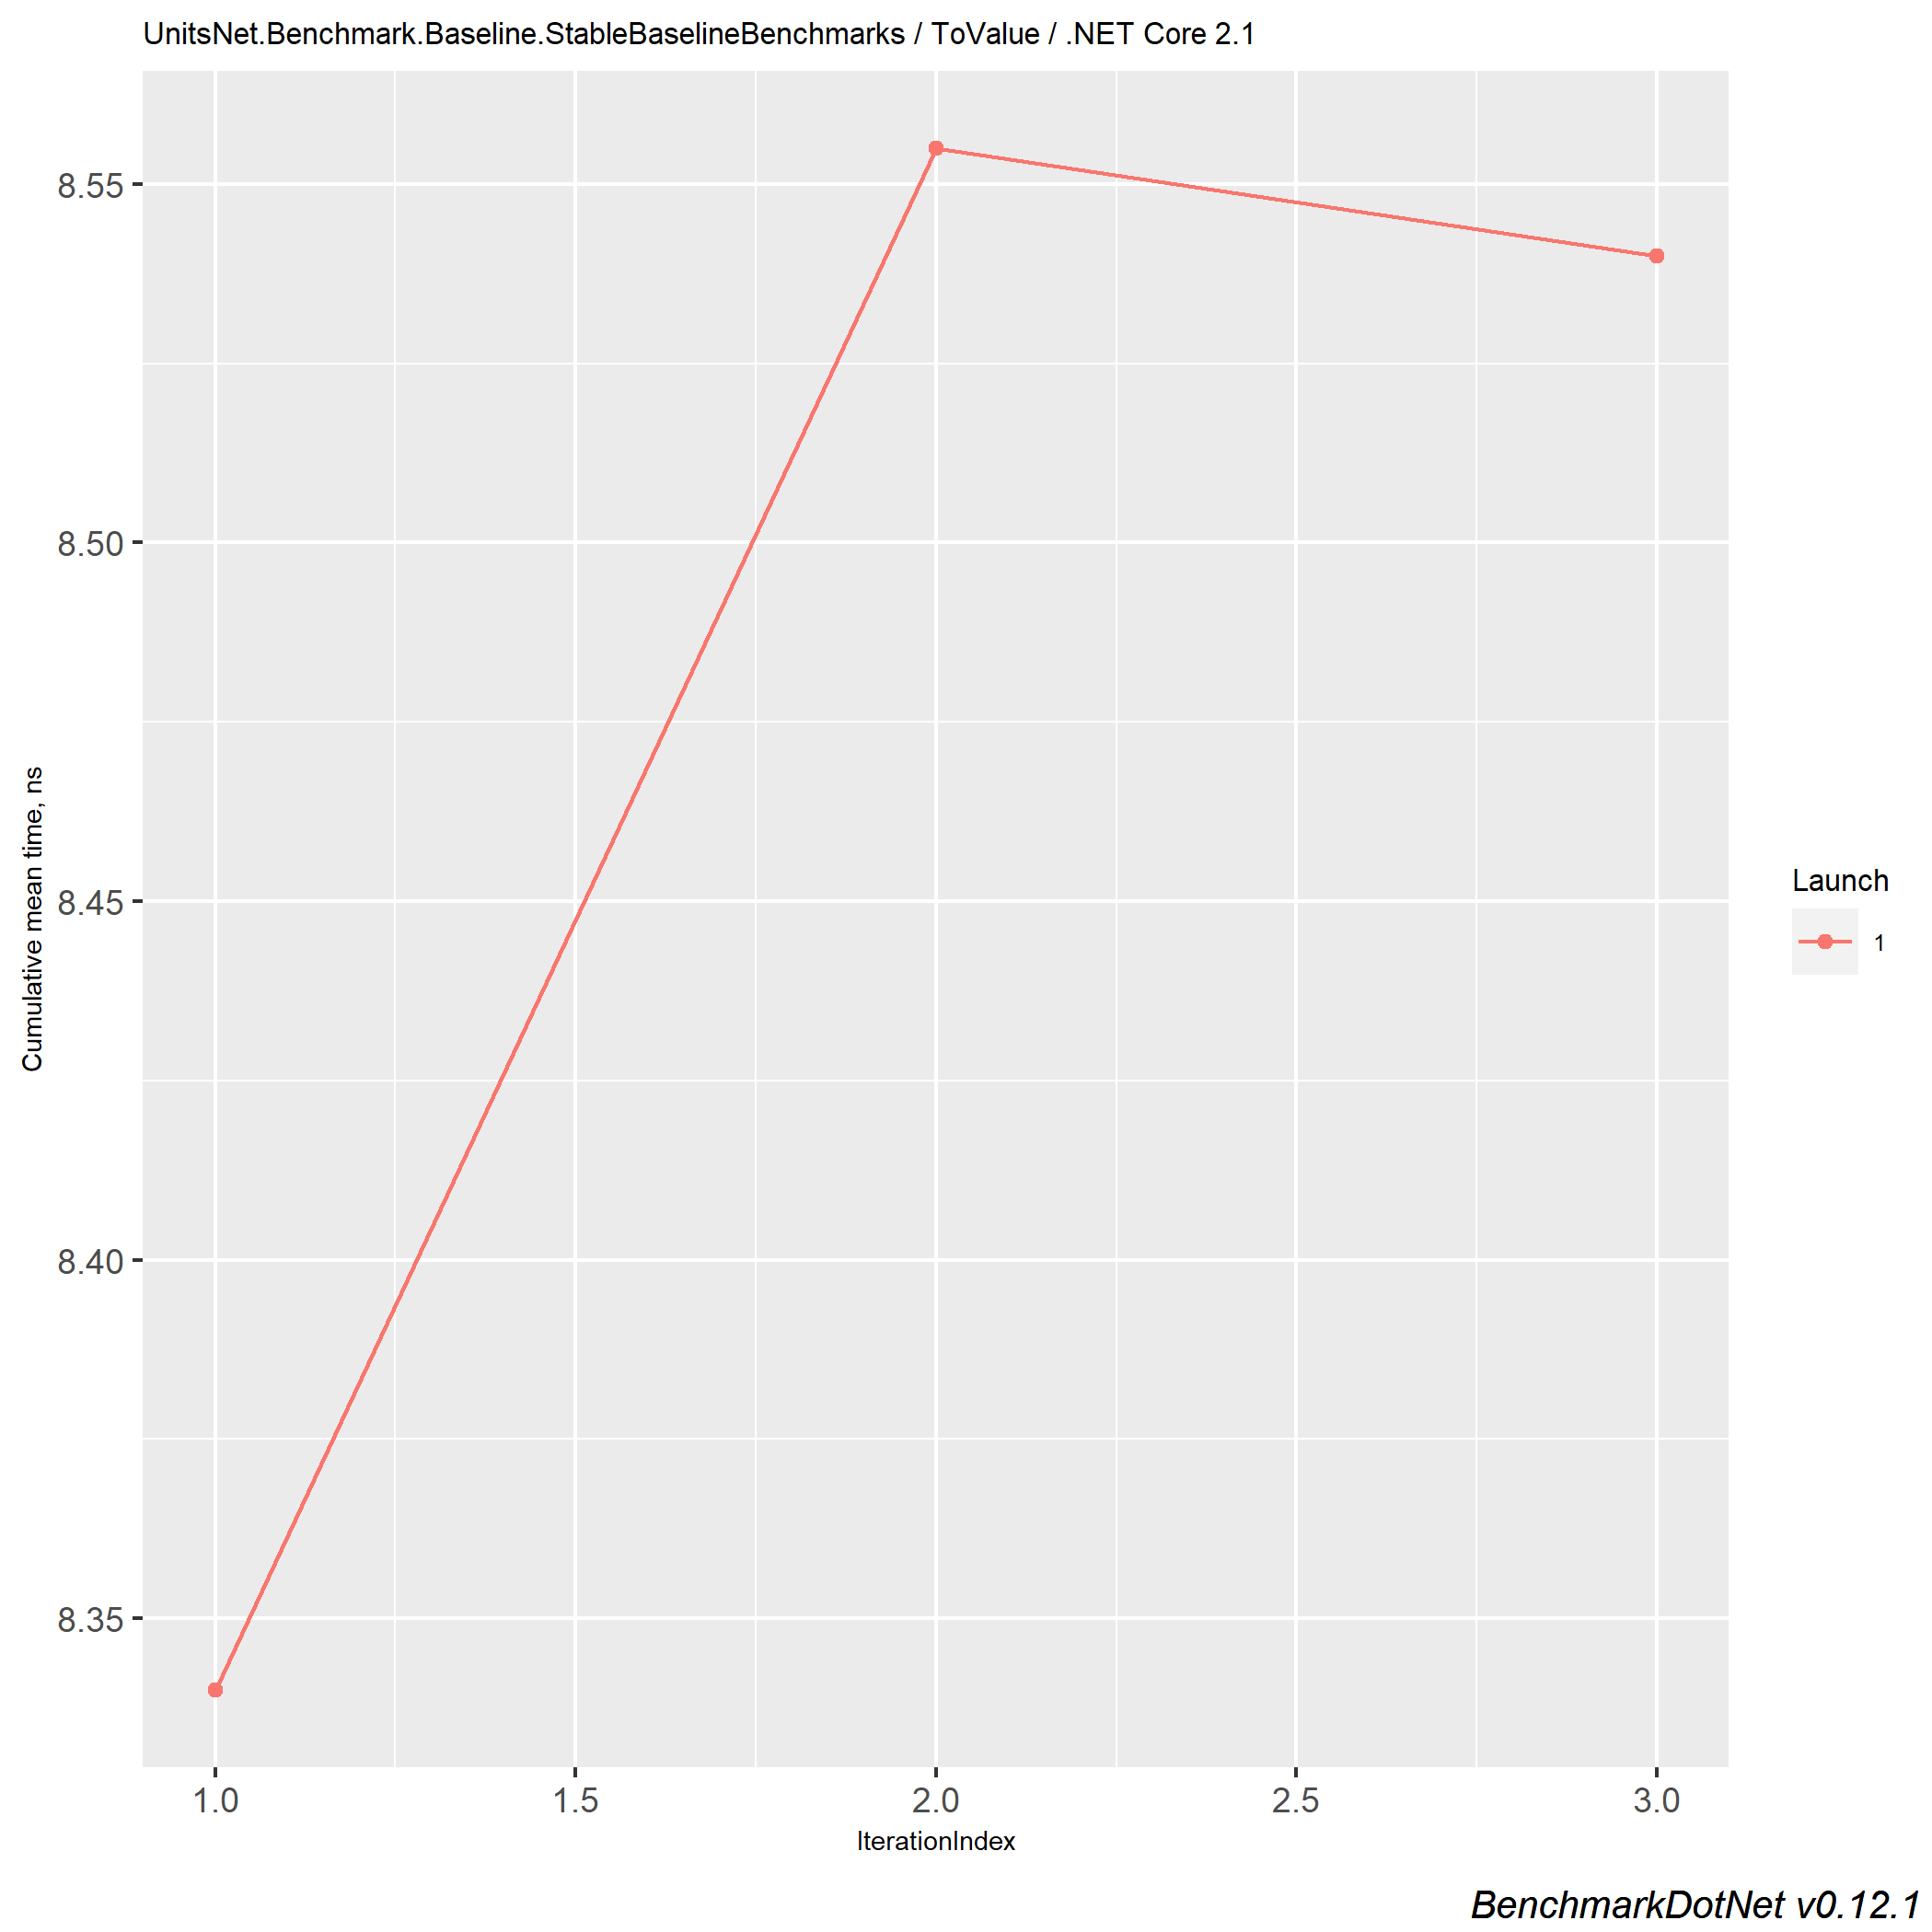 UnitsNet.Benchmark.Baseline.StableBaselineBenchmarks / ToValue / .NET Core 2.1
8.55
8.50
8.45
8.40
8.35
Cumulative mean time, ns
1.0 1.5 2.0 2.5 3.0
IterationIndex
Launch
1
BenchmarkDotNet v0.12.1